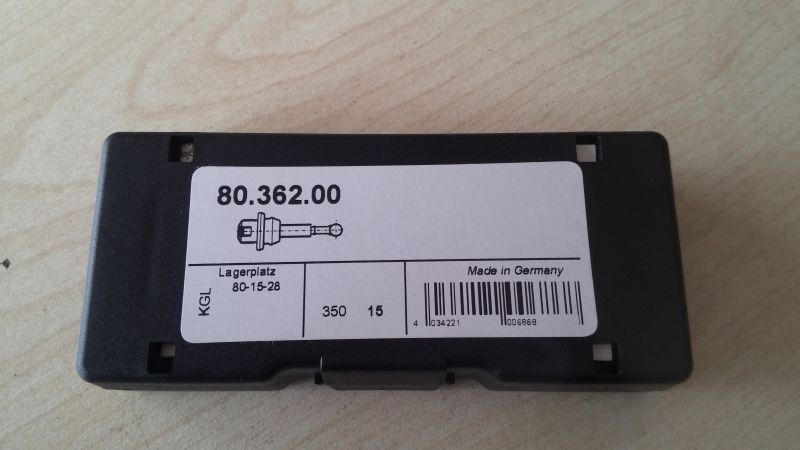 80.362.00
Lagerplatz
80-15-28
KGL
350 15
Made in Germany
4 034221 006868